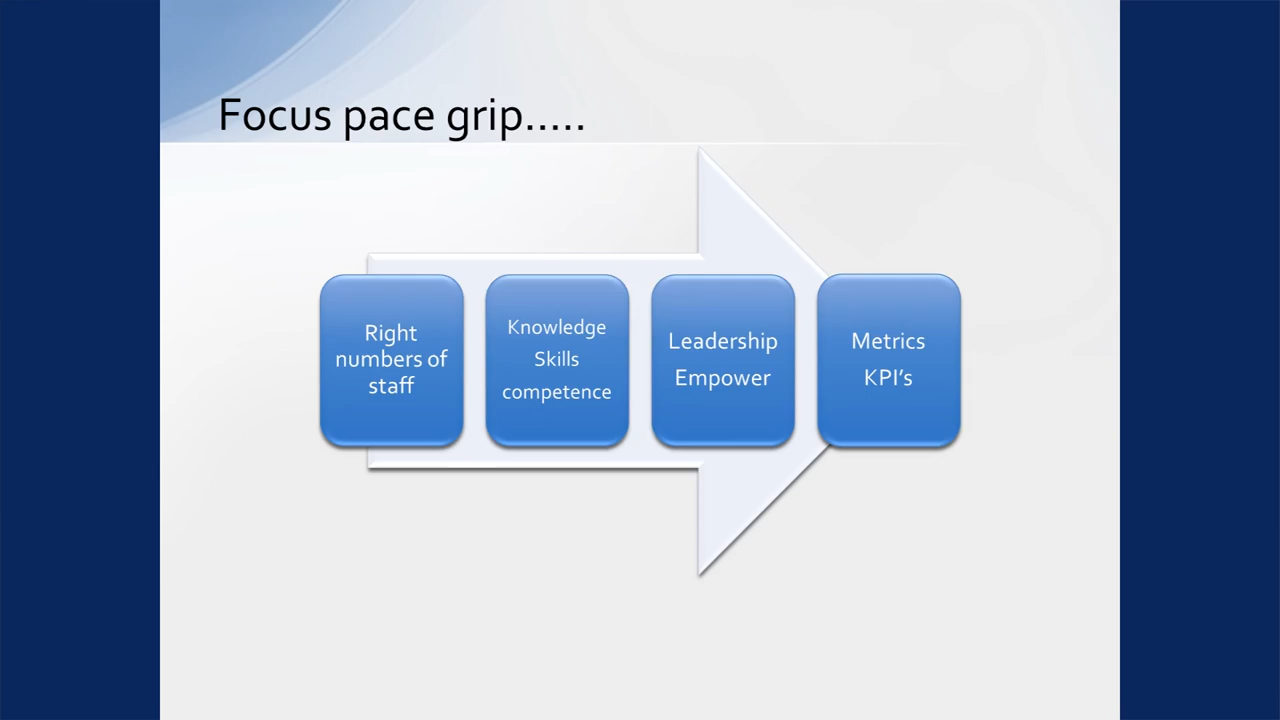 Focus pace grip.....
Right
numbers of
staff
Knowledge
Skills
competence
Leadership
Empower
Metrics
KPI’s